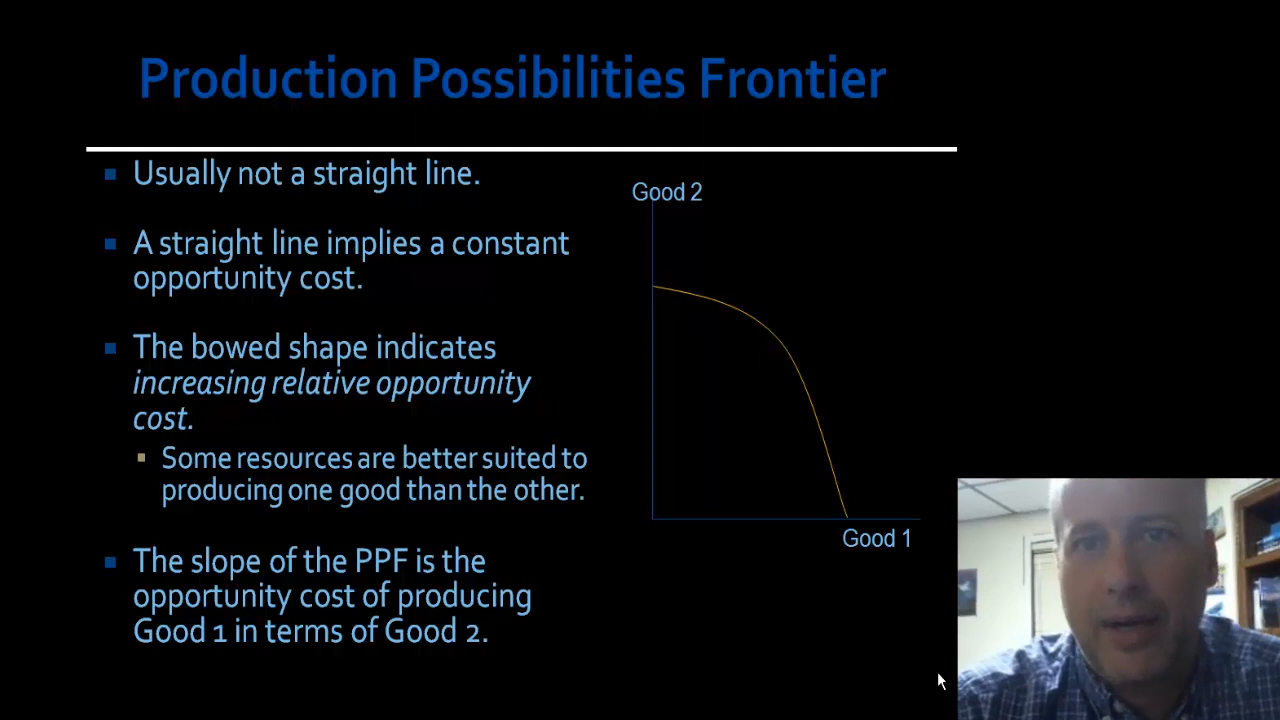 Production Possibilities Frontier
Usually not a straight line.
A straight line implies a constant
opportunity cost.
The bowed shape indicates
increasing relative opportunity
cost.
Some resources are better suited to
producing one good than the other.
The slope of the PPF is the
opportunity cost of producing
Good 1 in terms of Good 2.
Good 2
Good 1